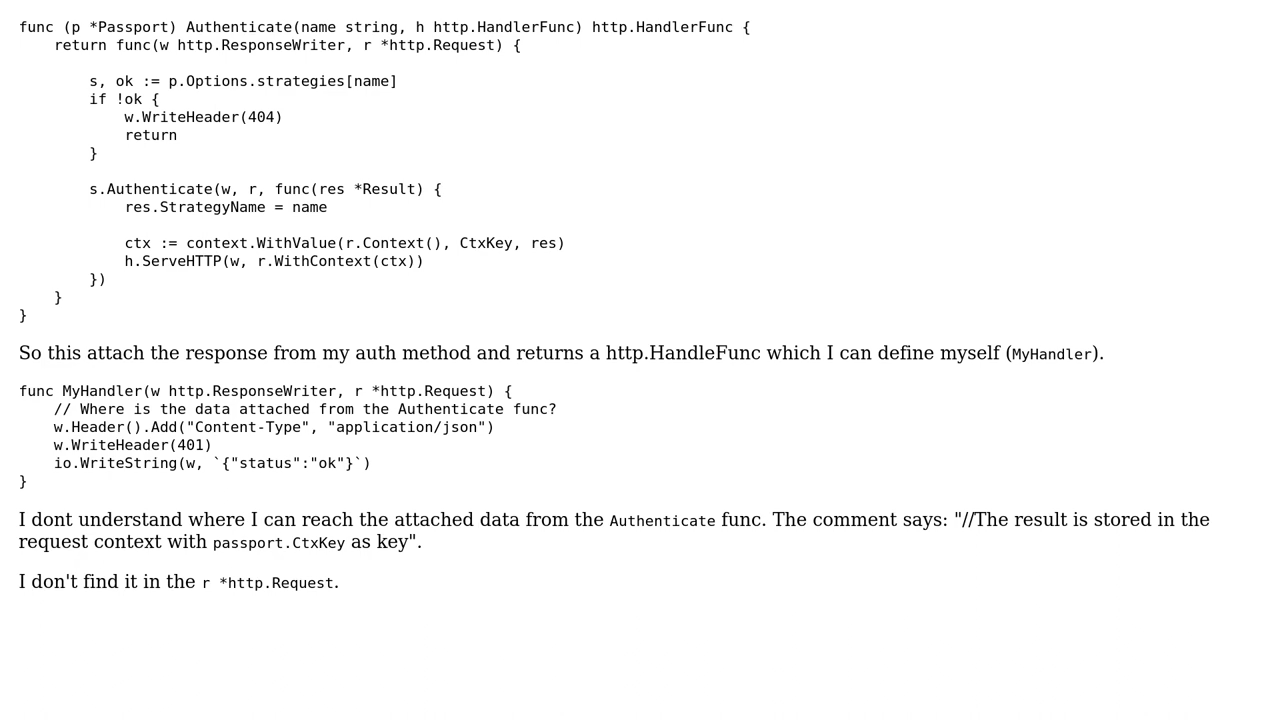 func (p *Passport) Authenticate(name string, h http.HandlerFunc) http.HandlerFunc {
    return func(w http.ResponseWriter, r *http.Request) {

        s, ok := p.Options.strategies[name]
        if !ok {
            w.WriteHeader(404)
            return
        }

        s.Authenticate(w, r, func(res *Result) {
            res.StrategyName = name

            ctx := context.WithValue(r.Context(), CtxKey, res)
            h.ServeHTTP(w, r.WithContext(ctx))
        })
    }
}
So this attach the response from my auth method and returns a http.HandleFunc which I can define myself (MyHandler).
func MyHandler(w http.ResponseWriter, r *http.Request) {
    // Where is the data attached from the Authenticate func?
    w.Header().Add("Content-Type", "application/json")
    w.WriteHeader(401)
    io.WriteString(w, `{"status":"ok"}`)
}
I dont understand where I can reach the attached data from the Authenticate func. The comment says: "//The result is stored in the
request context with passport.CtxKey as key".
I don't find it in the r *http.Request.